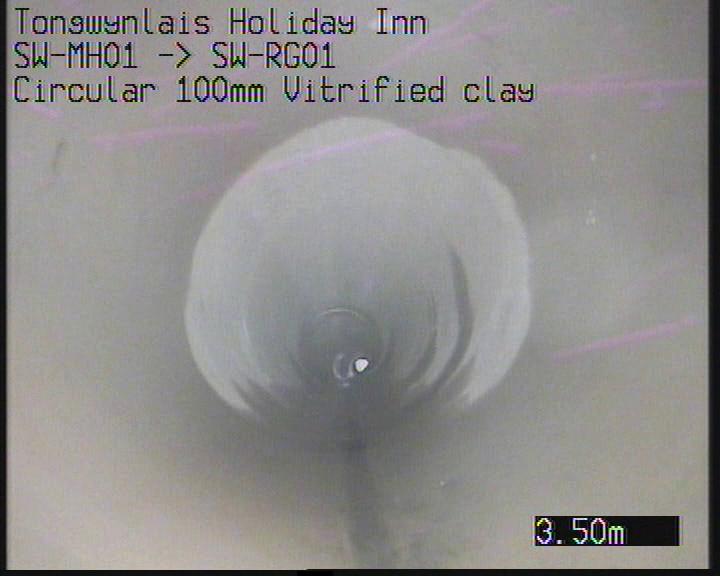 Tongwynlais Holiday Inn
SW-MH01 -> SW-RG01
Circular 100mm Vitrified clay
3.50m